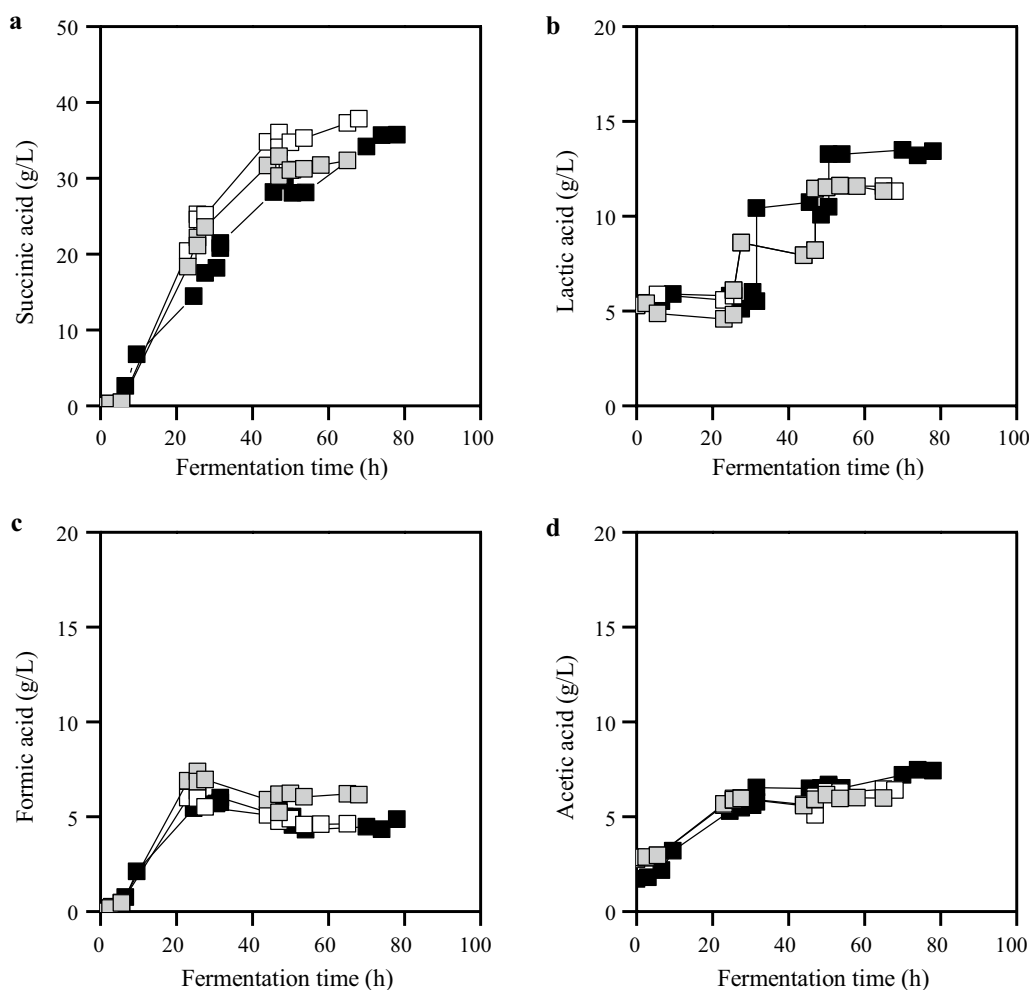 a
50
40
30
20
10
0
0 20 40 60 80 100
Succinic acid (g/L)
Fermentation time (h)
b
20
15
10
5
0
0 20 40 60 80 100
Lactic acid (g/L)
Fermentation time (h)
c
20
15
10
5
0
0 20 40 60 80 100
Formic acid (g/L)
Fermentation time (h)
d
20
15
10
5
0
0 20 40 60 80 100
Acetic acid (g/L)
Fermentation time (h)